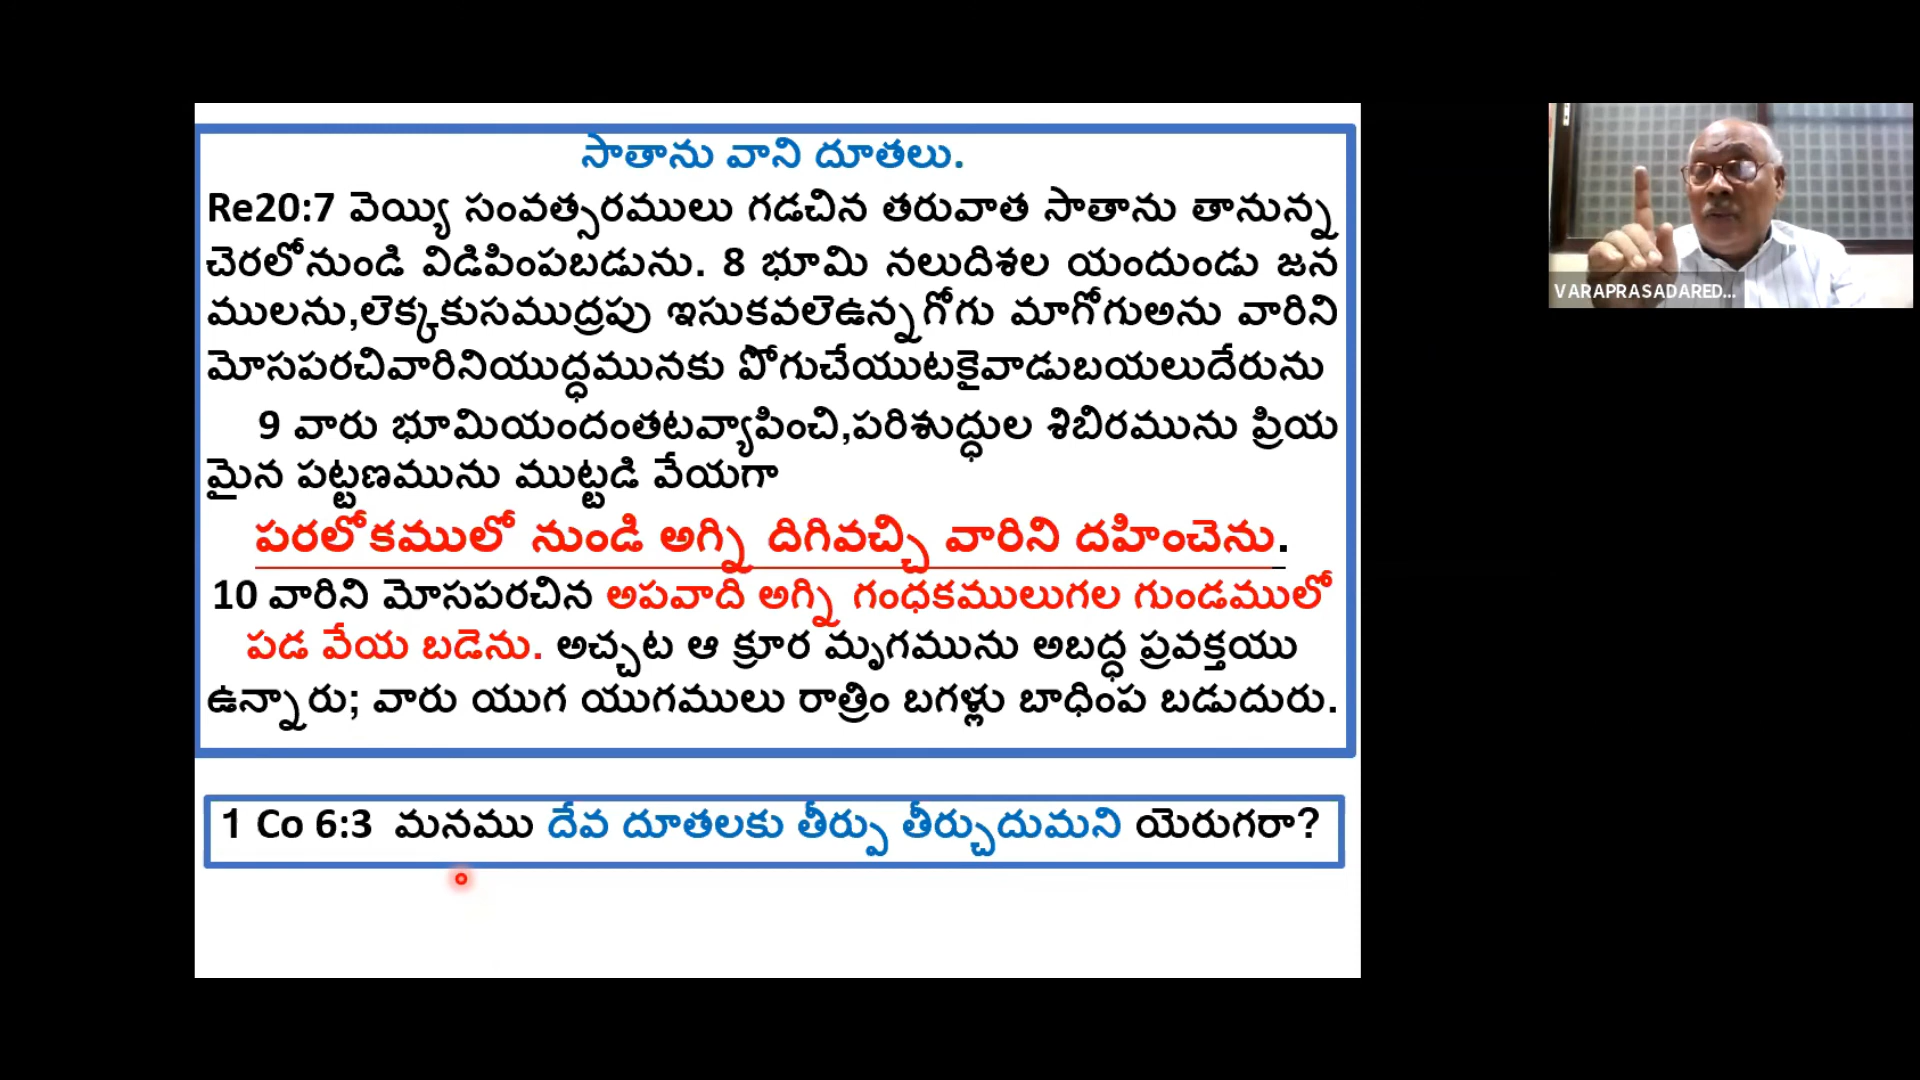 సాతాను వాని దూతలు.
Re20:7 వెయ్యి సంవత్సరములు గడచిన తరువాత సాతాను తానున్న
చెరలోనుండి విడిపింపబడును. 8 భూమి నలుదిశల యందుండు జన
ములను,లెక్కకుసముద్రపు ఇసుకవలెఉన్నగోగు మాగోగుఅను వారిని
మోసపరచివారినియుద్ధమునకు పోగుచేయుటకైవాడుబయలుదేరును
9 వారు భూమియందంతటవ్యాపించి,పరిశుద్ధుల శిబిరమును ప్రియ
మైన పట్టణమును ముట్టడి వేయగా
పరలోకములో నుండి అగ్ని దిగివచ్చి వారిని దహించెను.
10 వారిని మోసపరచిన అపవాది అగ్ని గంధకములుగల గుండములో
పడ వేయ బడెను. అచ్చట ఆ క్రూర మృగమును అబద్ధ ప్రవక్తయు
ఉన్నారు; వారు యుగ యుగములు రాత్రిం బగళ్లు బాధింప బడుదురు.
1 Co 6:3 మనము దేవ దూతలకు తీర్పు తీర్చుదుమని యెరుగరా?
VARAPRASADARED...